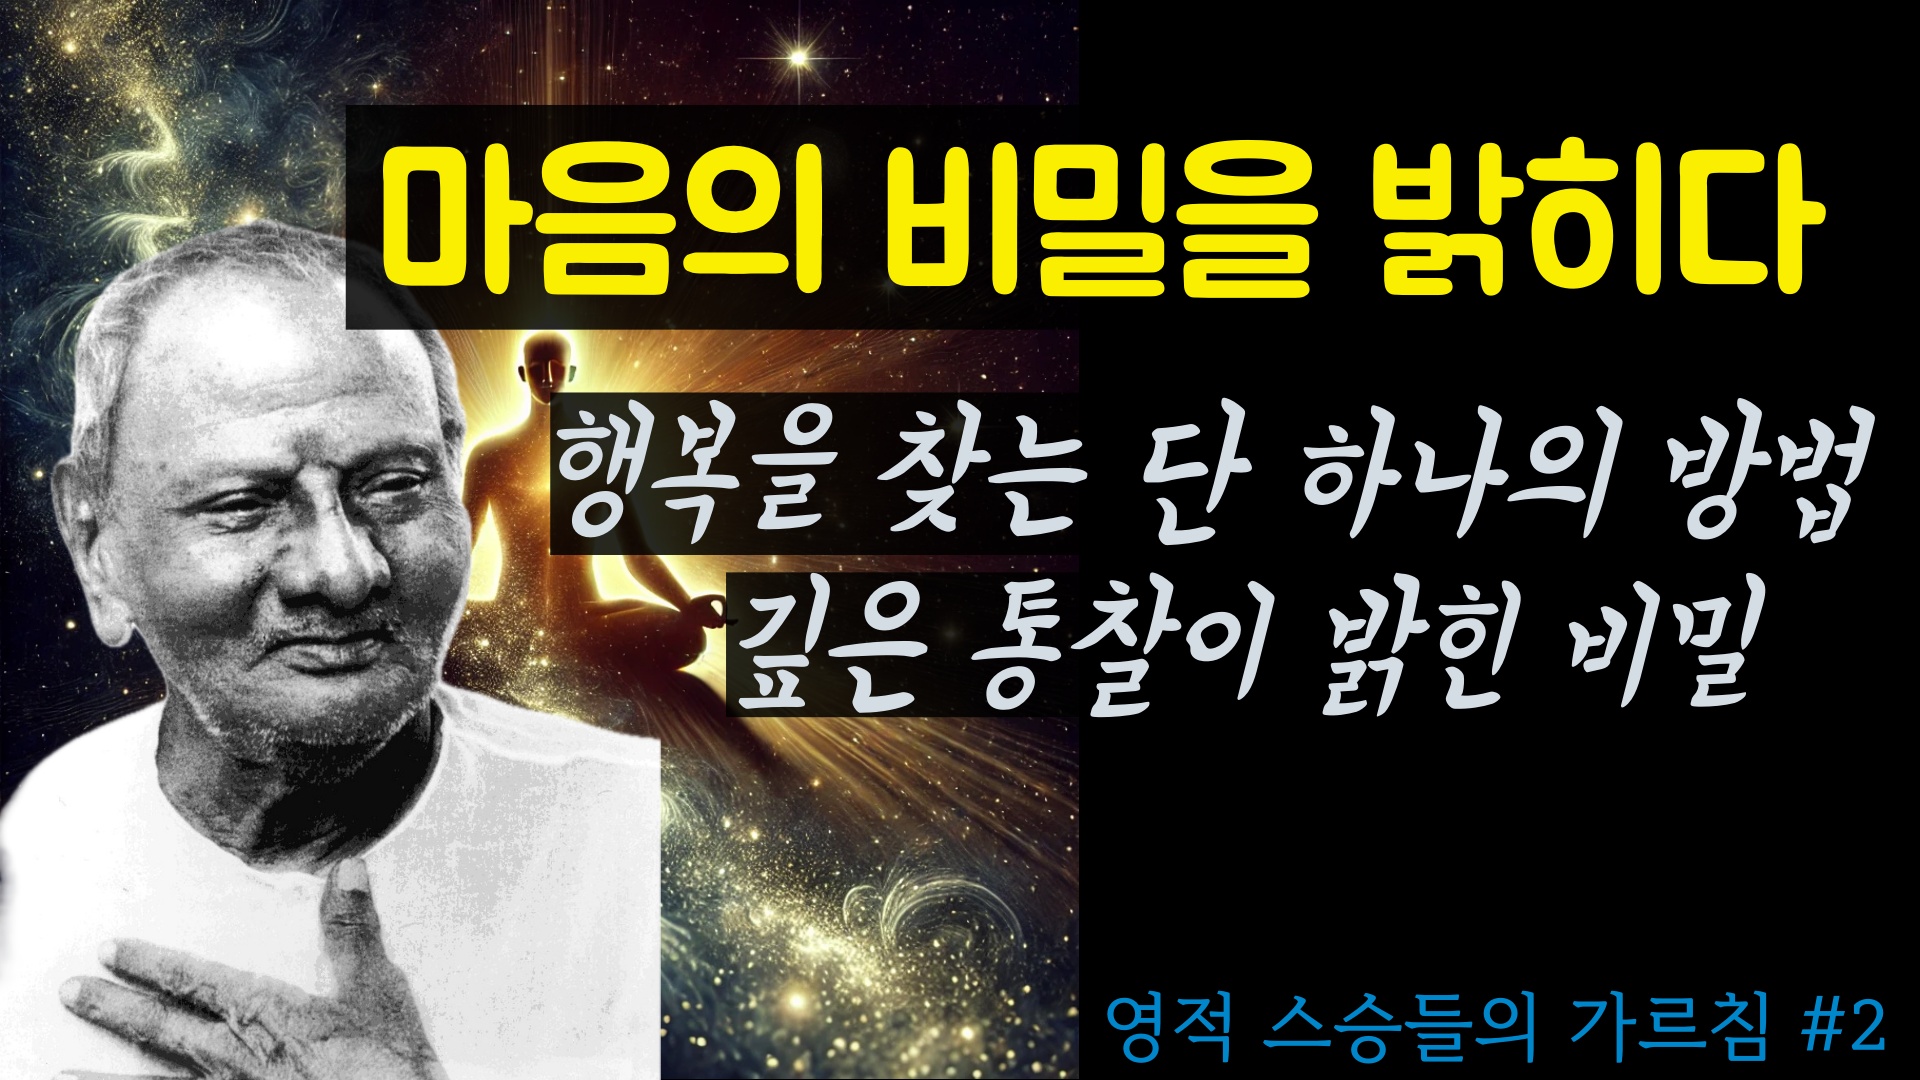 마음의 비밀을 밝히다
행복을 찾는 단 하나의 방법
깊은 통찰이 밝힌 비밀
영적 스승들의 가르침 #2